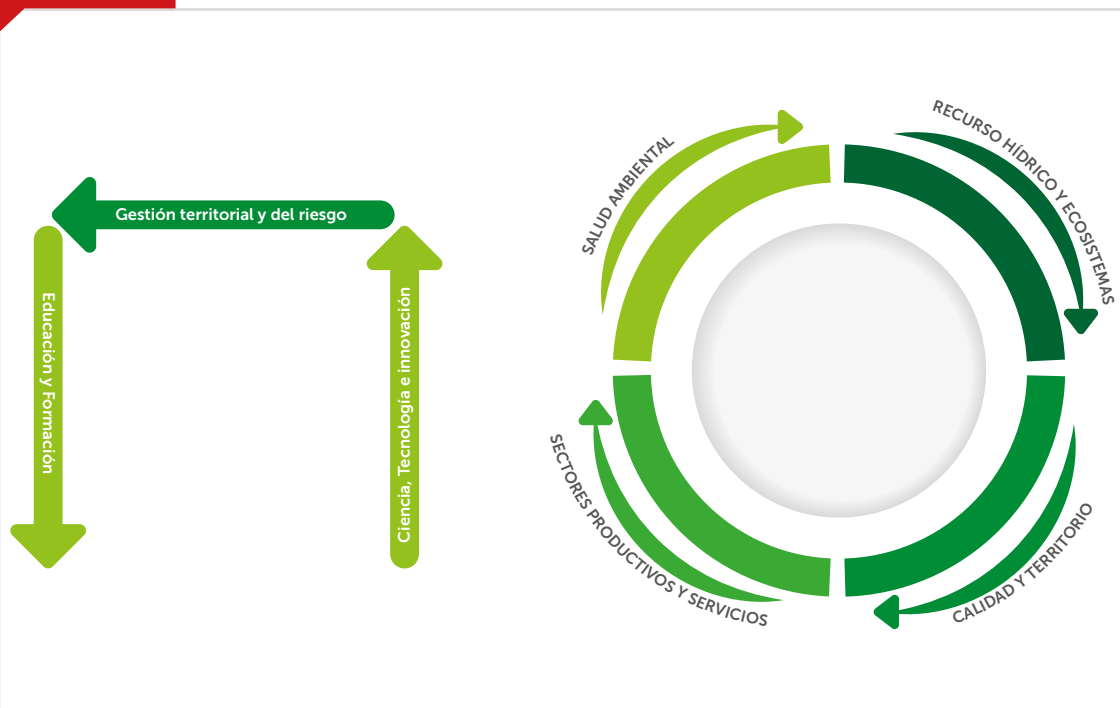 Gestión territorial y del riesgo
Educación y Formación
Ciencia, Tecnología e innovación
SALUD AMBIENTAL
RECURSO HÍDRICO Y ECOSISTEMAS
SECTORES PRODUCTIVOS Y SERVICIOS
CALIDAD Y TERRITORIO